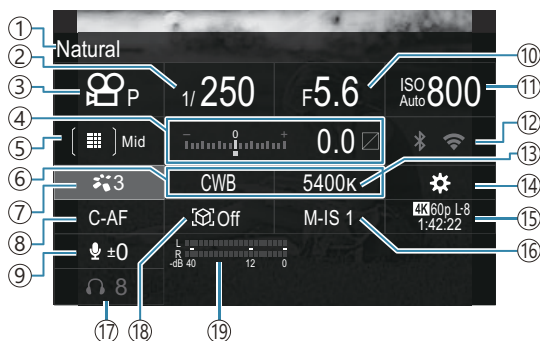 ①
Natural
②
③
P
1/250
F5.6
⑩
ISO Auto 800
⑪
④
− 0 +
0.0
⑤
Mid
⑫
⑥
⑬
⑦
3
CWB
5400K
⑭
⑧
C-AF
Off
M-IS 1
4K 60p L-8
1:42:22
⑮
⑨
±0
L
R
-dB 40 12 0
⑯
8
⑰
⑱
⑲